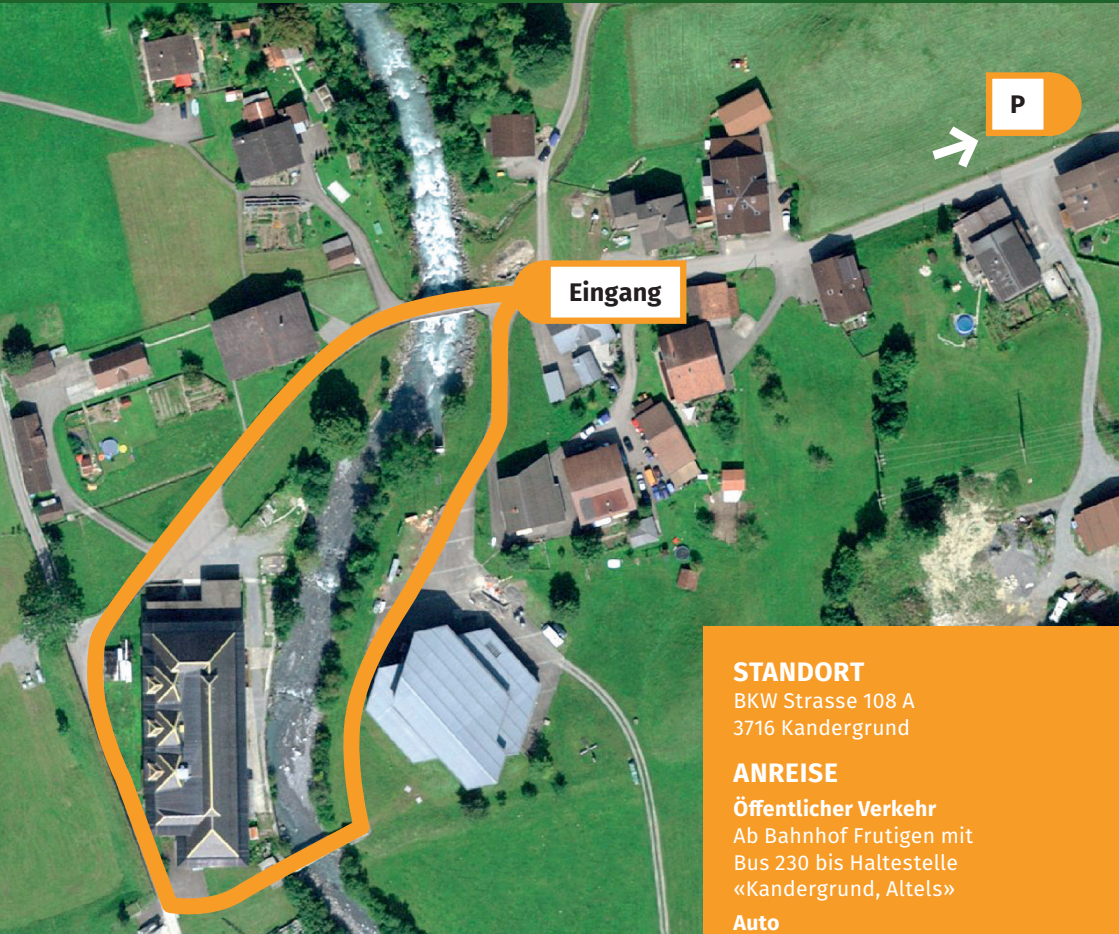 P
Eingang
STANDORT
BKW Strasse 108 A
3716 Kandergrund
ANREISE
Öffentlicher Verkehr
Ab Bahnhof Frutigen mit
Bus 230 bis Haltestelle
«Kandergrund, Altels»
Auto